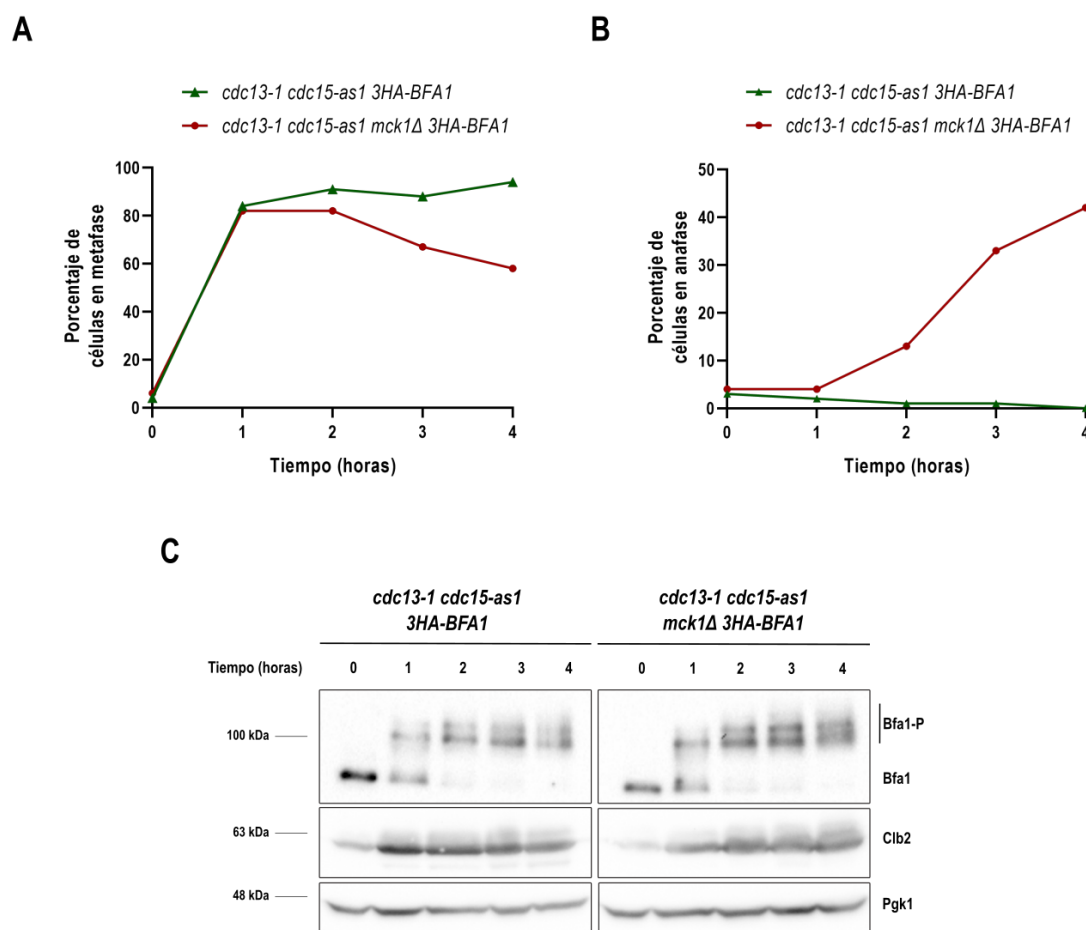 A
cdc13-1 cdc15-as1 3HA-BFA1
cdc13-1 cdc15-as1 mck1Δ 3HA-BFA1
Porcentaje de
células en metafase
100
80
60
40
20
0
0 1 2 3 4
Tiempo (horas)
B
cdc13-1 cdc15-as1 3HA-BFA1
cdc13-1 cdc15-as1 mck1Δ 3HA-BFA1
Porcentaje de
células en anafase
50
40
30
20
10
0
0 1 2 3 4
Tiempo (horas)
C
cdc13-1 cdc15-as1
3HA-BFA1
cdc13-1 cdc15-as1
mck1Δ 3HA-BFA1
Tiempo (horas) 0 1 2 3 4 0 1 2 3 4
Bfa1-P
100 kDa
Bfa1
63 kDa
Clb2
48 kDa
Pgk1